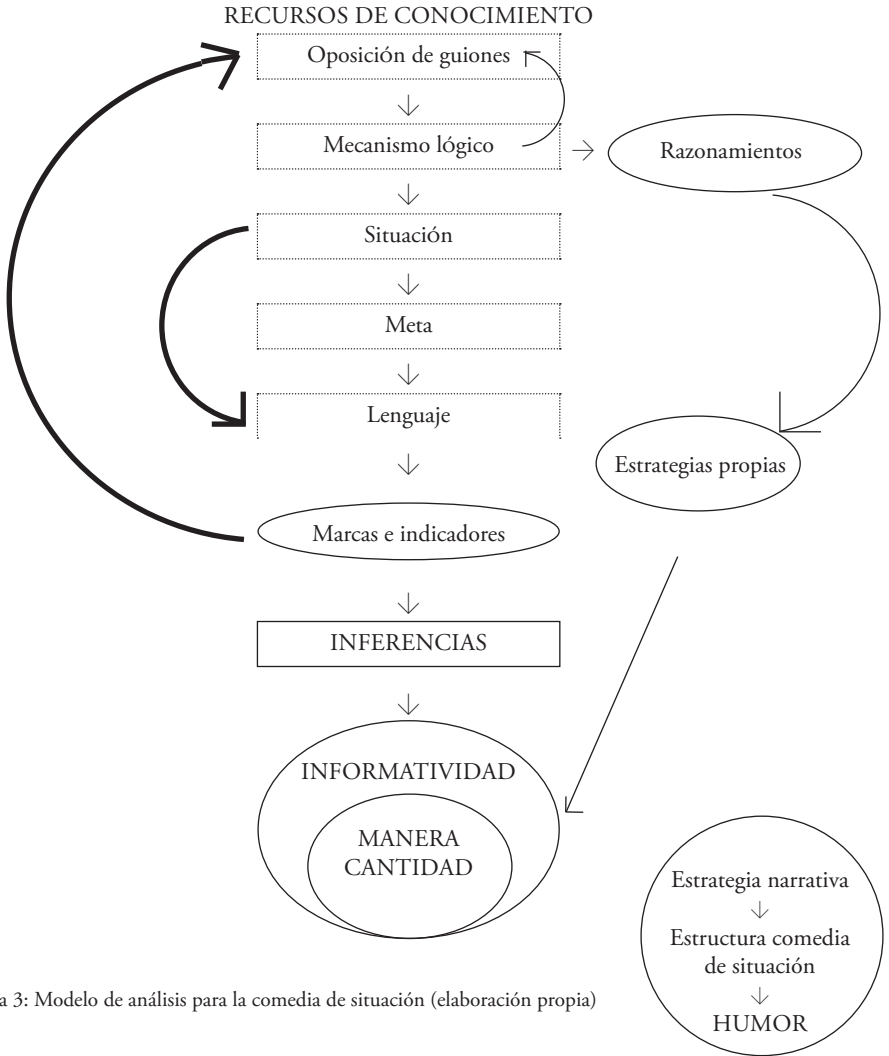 RECURSOS DE CONOCIMIENTO
Oposición de guiones
Mecanismo lógico
Razonamientos
Situación
Meta
Lenguaje
Estrategias propias
Marcas e indicadores
INFERENCIAS
INFORMATIVIDAD
MANERA
CANTIDAD
Estrategia narrativa
Estructura comedia
de situación
HUMOR
a 3: Modelo de análisis para la comedia de situación (elaboración propia)